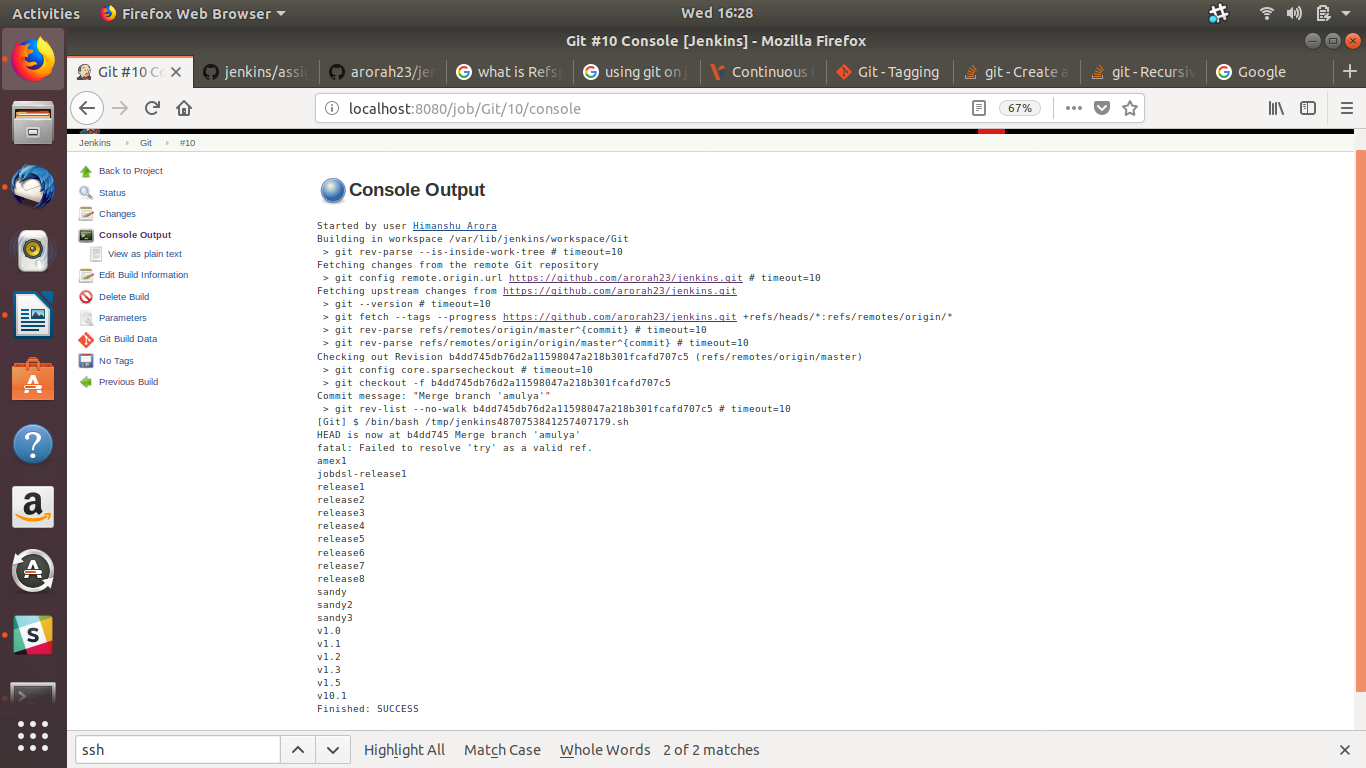 Activities
Firefox Web Browser
Wed 16:28
Git #10 Console [Jenkins] - Mozilla Firefox
Git #10 Co
jenkins/assig
arorah23/jen
what is Refsp
using git on j
Continuous
Git - Tagging
git - Create a
git - Recursiv
Google
localhost:8080/job/Git/10/console
67%
Jenkins
Git
#10
Back to Project
Status
Changes
Console Output
View as plain text
Edit Build Information
Delete Build
Parameters
Git Build Data
No Tags
Previous Build
Console Output
Started by user Himanshu Arora
Building in workspace /var/lib/jenkins/workspace/Git
> git rev-parse --is-inside-work-tree # timeout=10
Fetching changes from the remote Git repository
> git config remote.origin.url https://github.com/arorah23/jenkins.git # timeout=10
Fetching upstream changes from https://github.com/arorah23/jenkins.git
> git --version # timeout=10
> git fetch --tags --progress https://github.com/arorah23/jenkins.git +refs/heads/*:refs/remotes/origin/*
> git rev-parse refs/remotes/origin/master^{commit} # timeout=10
> git rev-parse refs/remotes/origin/origin/master^{commit} # timeout=10
Checking out Revision b4dd745db76d2a11598047a218b301fcafd707c5 (refs/remotes/origin/master)
> git config core.sparsecheckout # timeout=10
> git checkout -f b4dd745db76d2a11598047a218b301fcafd707c5
Commit message: "Merge branch 'amulya'"
> git rev-list --no-walk b4dd745db76d2a11598047a218b301fcafd707c5 # timeout=10
[Git] $ /bin/bash /tmp/jenkins4870753841257407179.sh
HEAD is now at b4dd745 Merge branch 'amulya'
fatal: Failed to resolve 'try' as a valid ref.
amex1
jobdsl-release1
release1
release2
release3
release4
release5
release6
release7
release8
sandy
sandy2
sandy3
v1.0
v1.1
v1.2
v1.3
v1.5
v10.1
Finished: SUCCESS
ssh
Highlight All
Match Case
Whole Words
2 of 2 matches